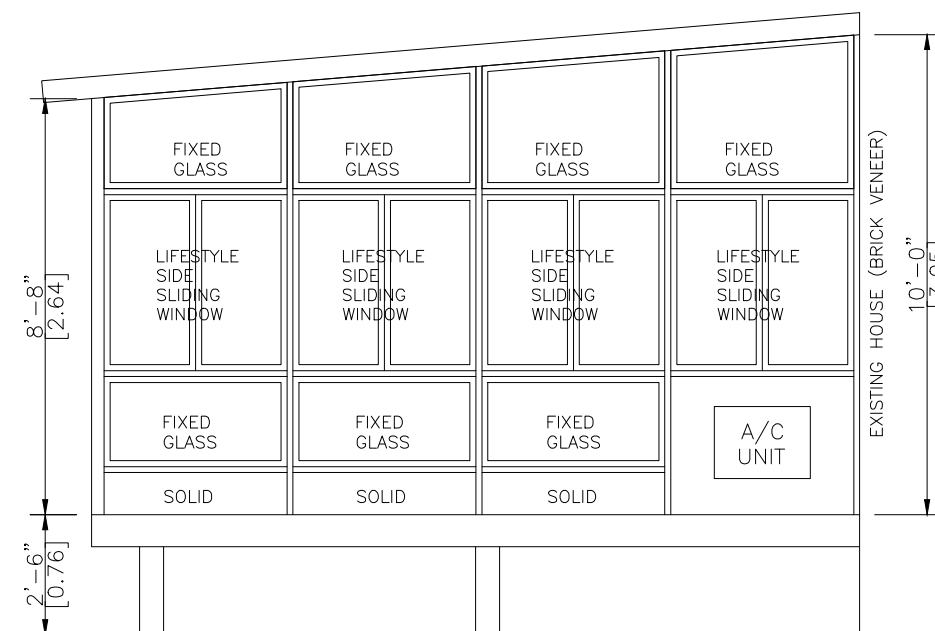 FIXED
GLASS
FIXED
GLASS
FIXED
GLASS
FIXED
GLASS
LIFESTYLE
SIDE
SLIDING
WINDOW
LIFESTYLE
SIDE
SLIDING
WINDOW
LIFESTYLE
SIDE
SLIDING
WINDOW
LIFESTYLE
SIDE
SLIDING
WINDOW
FIXED
GLASS
FIXED
GLASS
FIXED
GLASS
A/C
UNIT
SOLID
SOLID
SOLID
8'-8"
[2.64]
2'-6"
[0.76]
EXISTING HOUSE (BRICK VENEER)
10'-0"